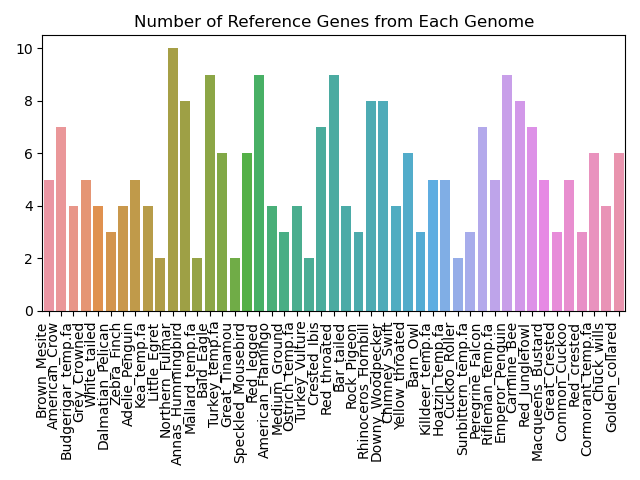 Number of Reference Genes from Each Genome
10
8
6
4
2
0
Brown_Mesite
American_Crow
Budgerigar_temp.fa
Grey_Crowned
White_tailed
Dalmatian_Pelican
Zebra_Finch
Adelie_Penguin
Kea_temp.fa
Little_Egret
Northern_Fulmar
Annas_Hummingbird
Mallard_temp.fa
Bald_Eagle
Turkey_temp.fa
Great_Tinamou
Speckled_Mousebird
Red_legged
American_Flamingo
Medium_Ground
Ostrich_temp.fa
Turkey_Vulture
Crested_Ibis
Red_throated
Bar_tailed
Rock_Pigeon
Rhinoceros_Hornbill
Downy_Woodpecker
Chimney_Swift
Yellow_throated
Barn_Owl
Killdeer_temp.fa
Hoatzin_temp.fa
Cuckoo_Roller
Sunbittern_temp.fa
Peregrine_Falcon
Rifleman_temp.fa
Emperor_Penguin
Carmine_Bee
Red_Junglefowl
Macqueens_Bustard
Great_Crested
Common_Cuckoo
Red_Crested
Cormorant_temp.fa
Chuck_wills
Golden_collared